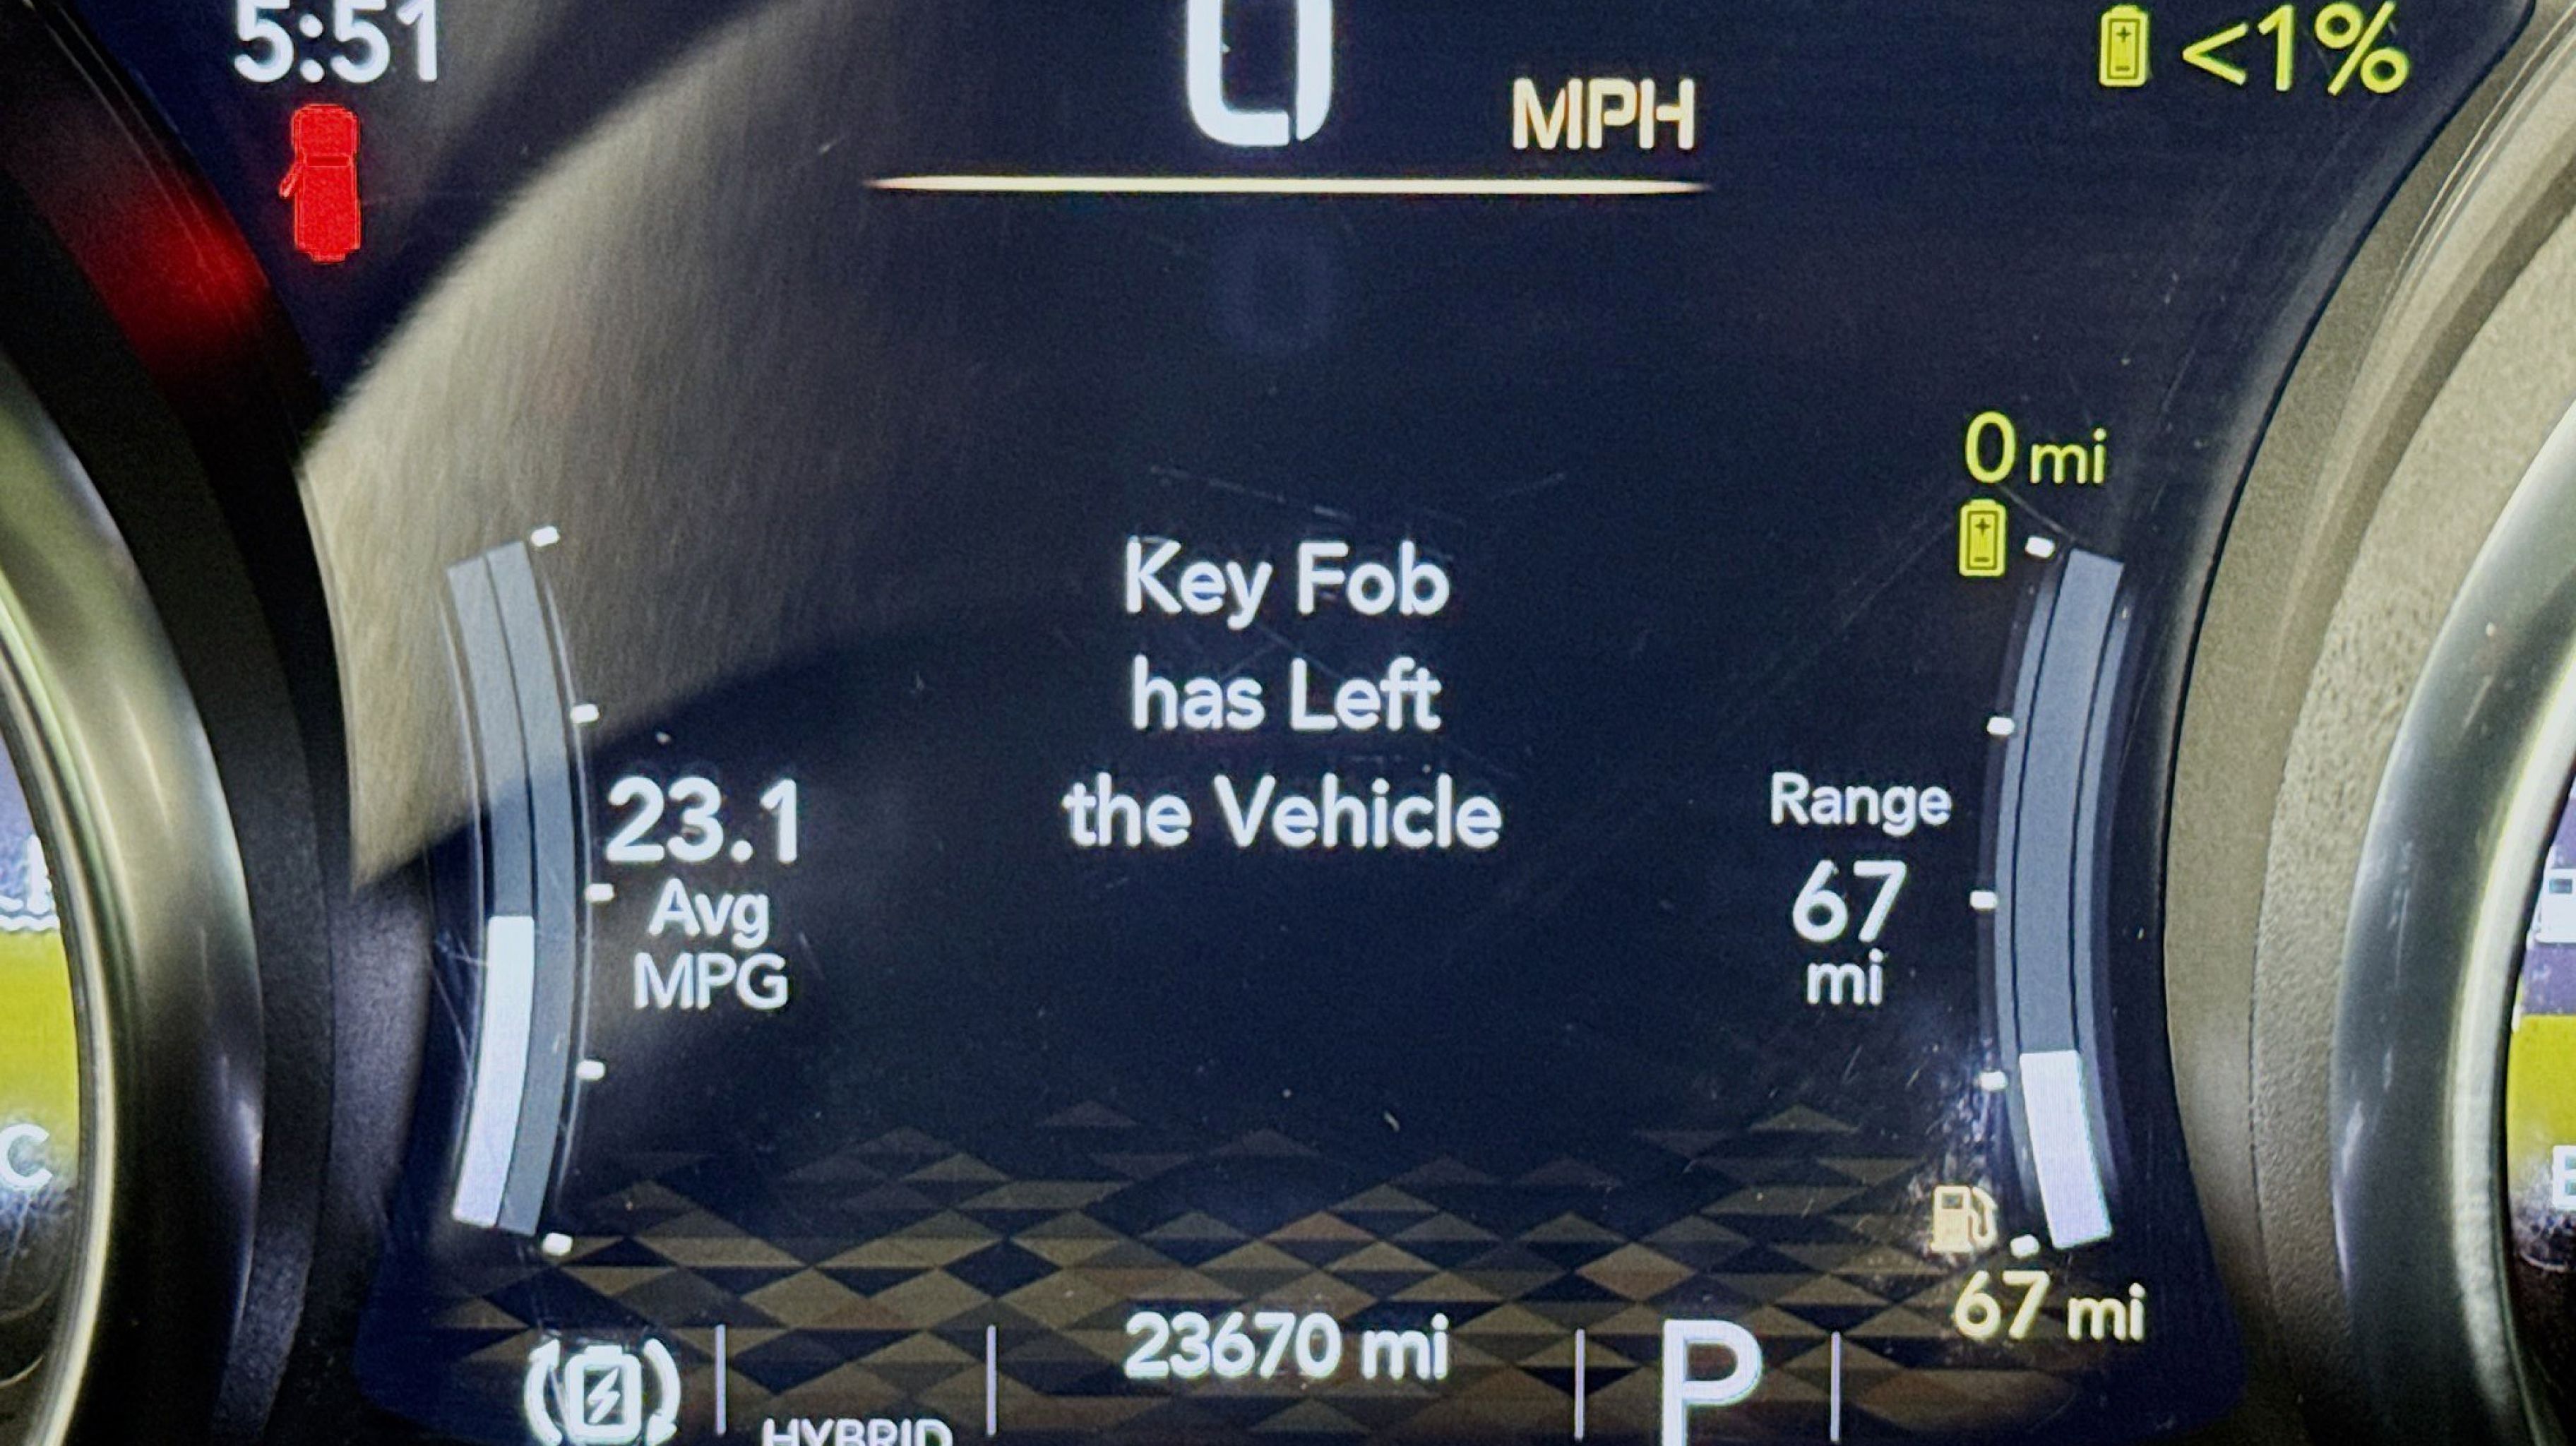 5:51
0
MPH
<1%
0 mi
Key Fob
has Left
the Vehicle
23.1
Avg
MPG
Range
67
mi
67 mi
C
HYBRID
23670 mi
P